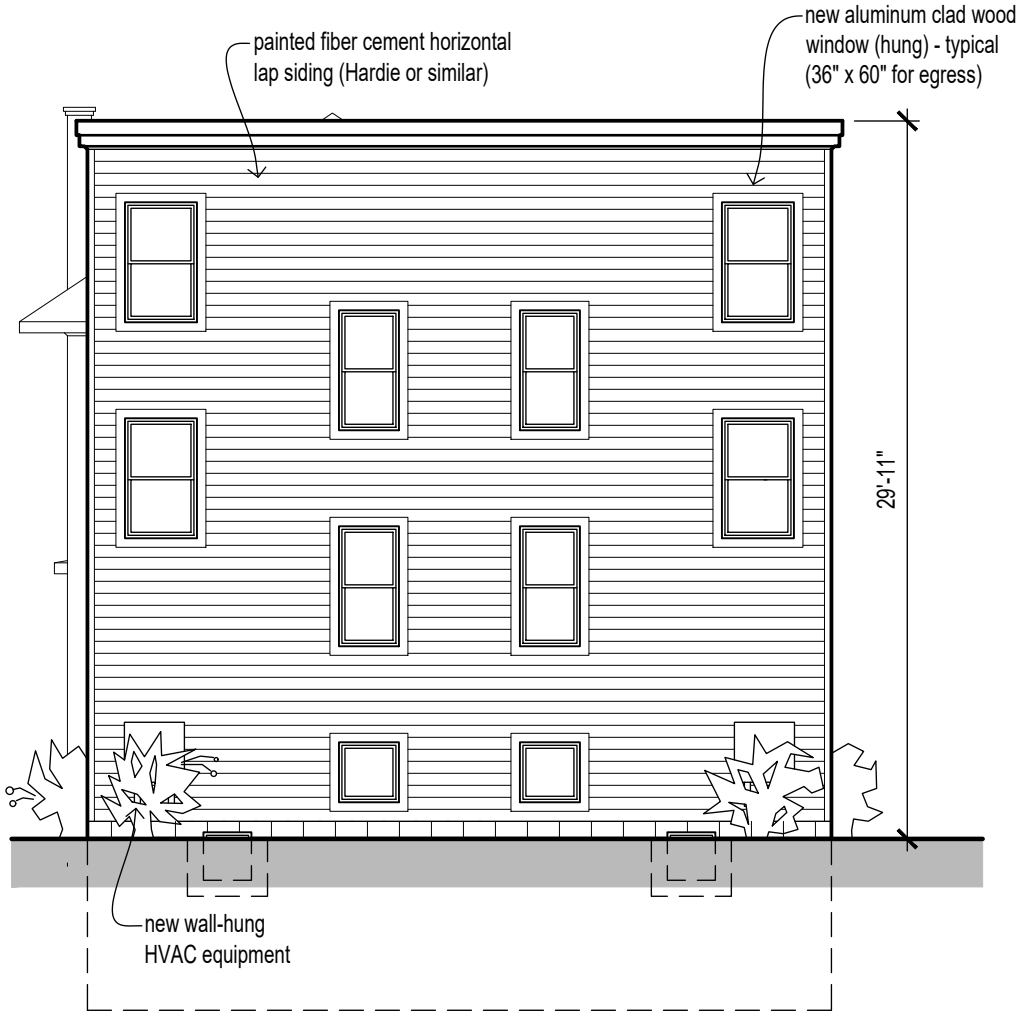 painted fiber cement horizontal
lap siding (Hardie or similar)
new aluminum clad wood
window (hung) - typical
(36" x 60" for egress)
29'-11"
new wall-hung
HVAC equipment